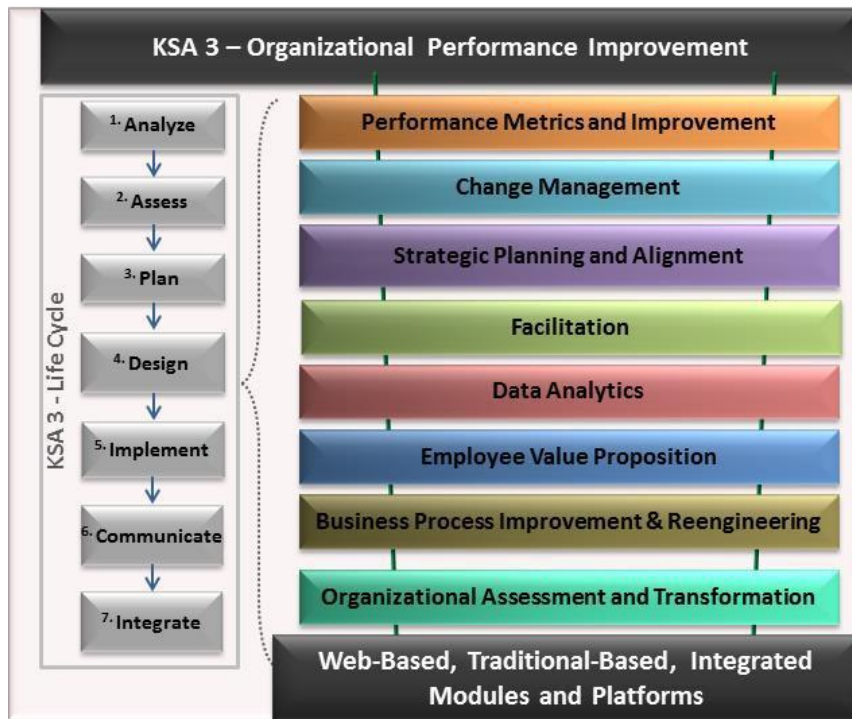 KSA 3 – Organizational Performance Improvement
KSA 3 - Life Cycle
1. Analyze
2. Assess
3. Plan
4. Design
5. Implement
6. Communicate
7. Integrate
Performance Metrics and Improvement
Change Management
Strategic Planning and Alignment
Facilitation
Data Analytics
Employee Value Proposition
Business Process Improvement & Reengineering
Organizational Assessment and Transformation
Web-Based, Traditional-Based, Integrated
Modules and Platforms